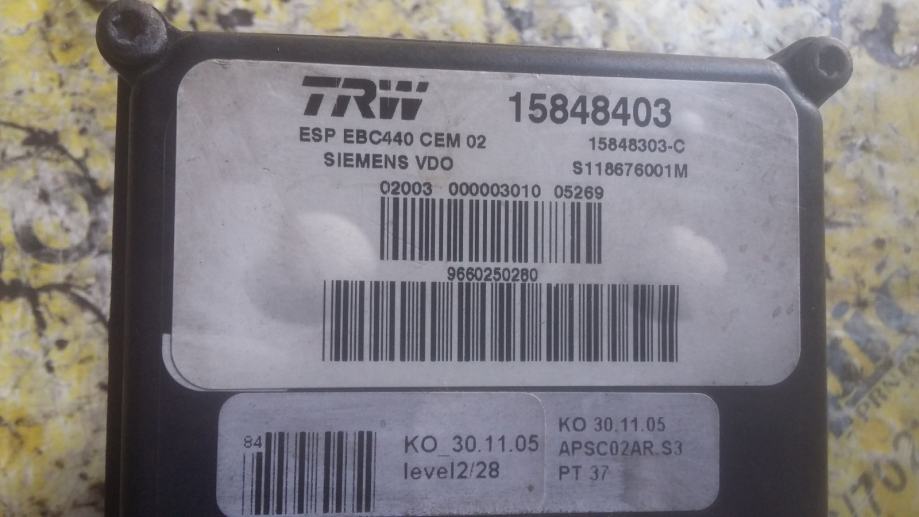 TRW 15848403
ESP EBC440 CEM 02 15848303-C
SIEMENS VDO S118676001M
02003 000003010 05269
9660250280
84
KO_30.11.05
level2/28
KO 30.11.05
APSC02AR.S3
PT 37